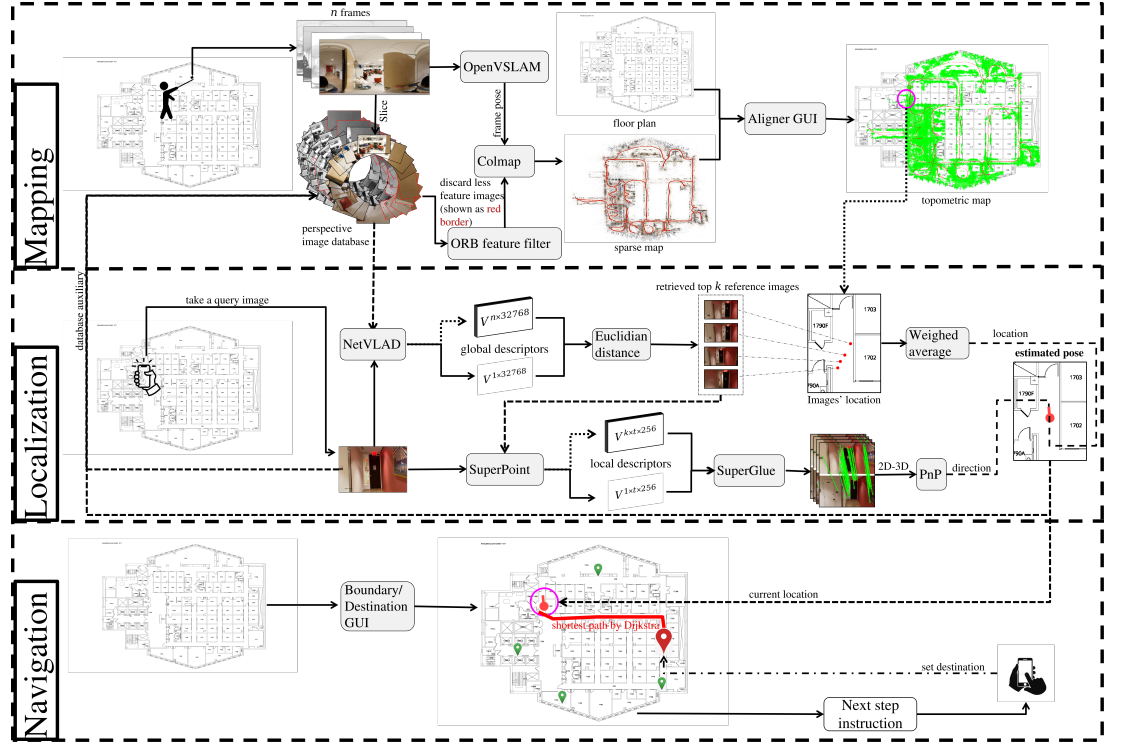 Mapping
n frames
OpenVSLAM
Slice
frame pose
Colmap
discard less
feature images
(shown as red
border)
perspective
image database
ORB feature filter
floor plan
sparse map
Aligner GUI
topometric map
Localization
database auxiliary
take a query image
NetVLAD
V^{n×32768}
global descriptors
V^{1×32768}
Euclidian
distance
retrieved top k reference images
1703
1790F
1702
90A
Images' location
Weighed
average
location
estimated pose
1703
1790F
1702
790A
SuperPoint
V^{k×t×256}
local descriptors
V^{1×t×256}
SuperGlue
2D-3D
PnP
direction
Navigation
Boundary/
Destination
GUI
shortest path by Dijkstra
current location
set destination
Next step
instruction